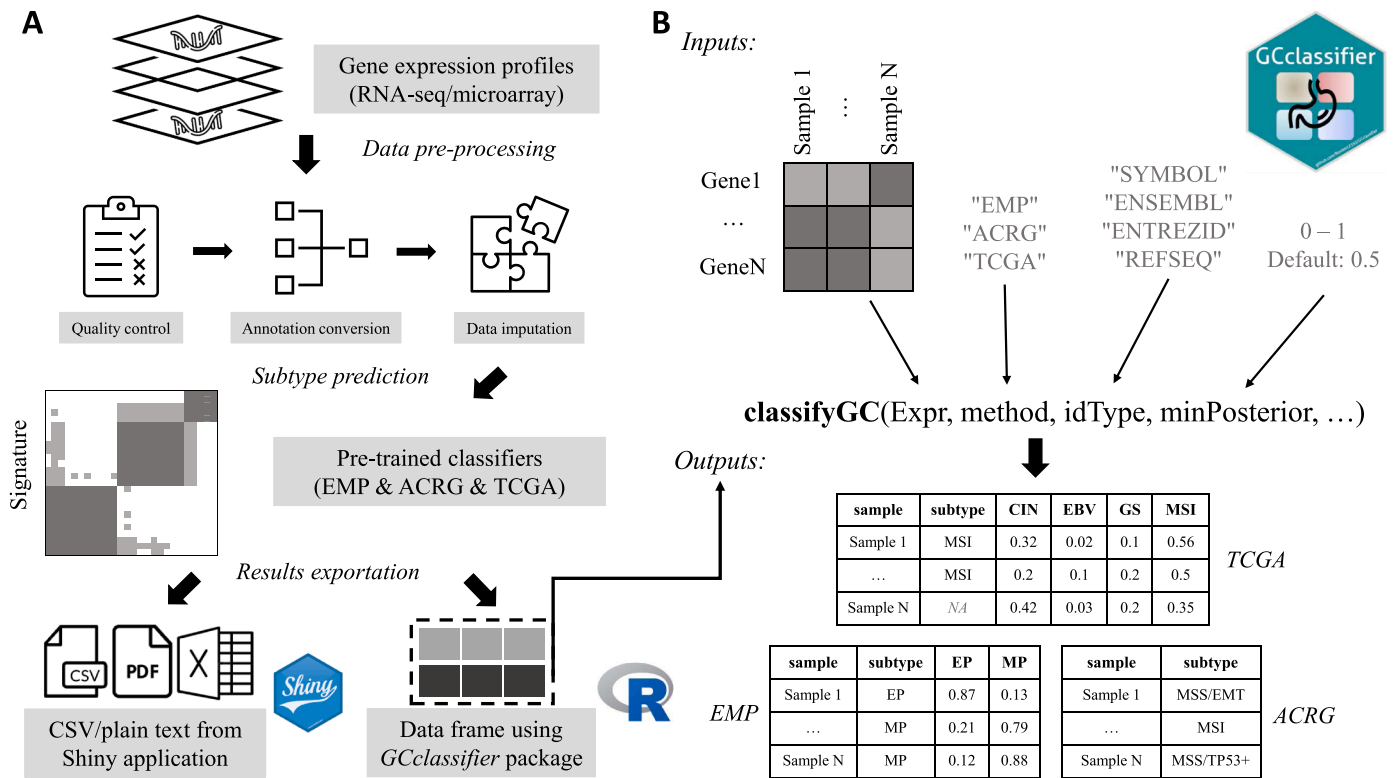 A
Gene expression profiles
(RNA-seq/microarray)
Data pre-processing
Quality control
Annotation conversion
Data imputation
Subtype prediction
Signature
Pre-trained classifiers
(EMP & ACRG & TCGA)
Results exportation
CSV
PDF
X
Shiny
CSV/plain text from
Shiny application
Data frame using
GCclassifier package
R
B
Inputs:
GCclassifier
Sample 1
…
Sample N
Gene1
…
GeneN
"EMP"
"ACRG"
"TCGA"
"SYMBOL"
"ENSEMBL"
"ENTREZID"
"REFSEQ"
0 – 1
Default: 0.5
classifyGC(Expr, method, idType, minPosterior, …)
Outputs:
sample subtype CIN EBV GS MSI
Sample 1 MSI 0.32 0.02 0.1 0.56
… MSI 0.2 0.1 0.2 0.5
Sample N NA 0.42 0.03 0.2 0.35
TCGA
EMP
sample subtype EP MP
Sample 1 EP 0.87 0.13
… MP 0.21 0.79
Sample N MP 0.12 0.88
sample subtype
Sample 1 MSS/EMT
… MSI
Sample N MSS/TP53+
ACRG